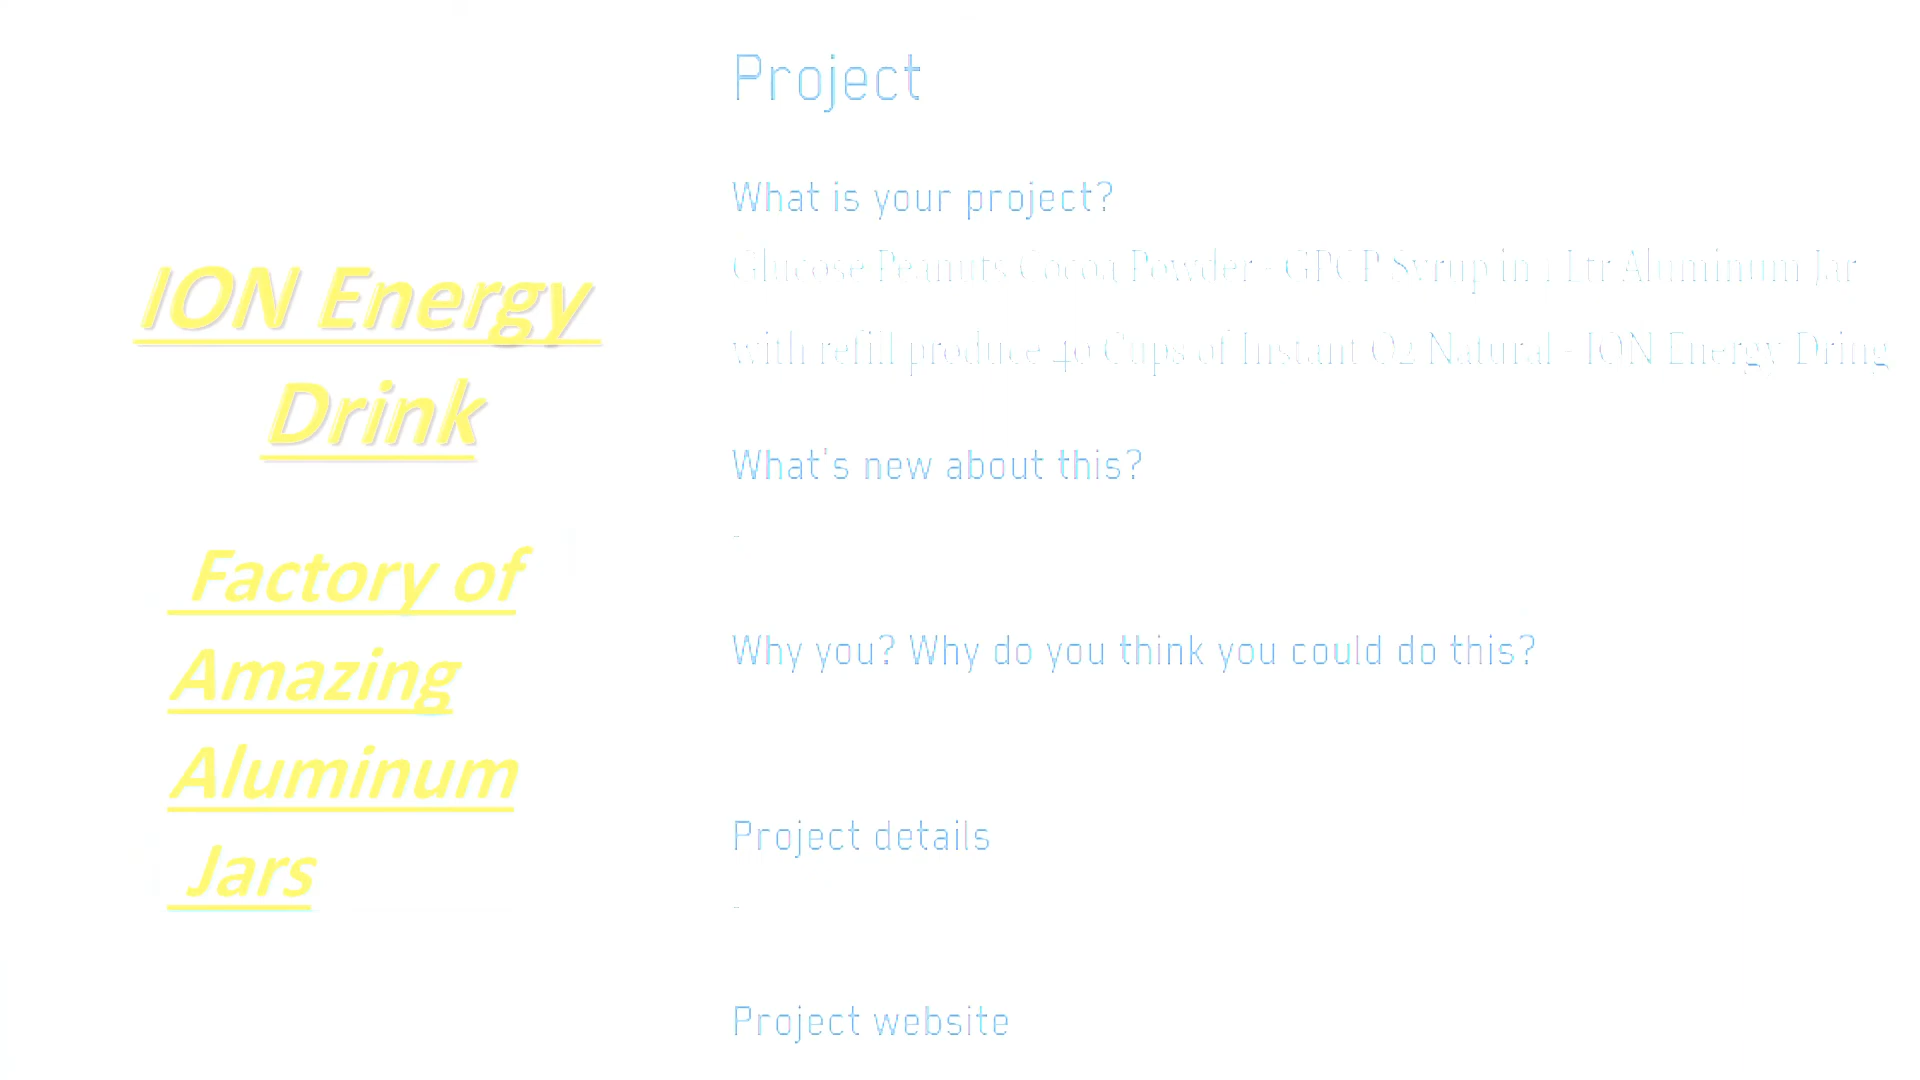 ION Energy
Drink
Factory of
Amazing
Aluminum
Jars
Project
What is your project?
Glucose Peanuts Cocoa Powder - GPCP Syrup in 1 Ltr Aluminum Jar
with refill produce 40 Cups of Instant O2 Natural - ION Energy Dring
What's new about this?
-
Why you? Why do you think you could do this?
Project details
-
Project website